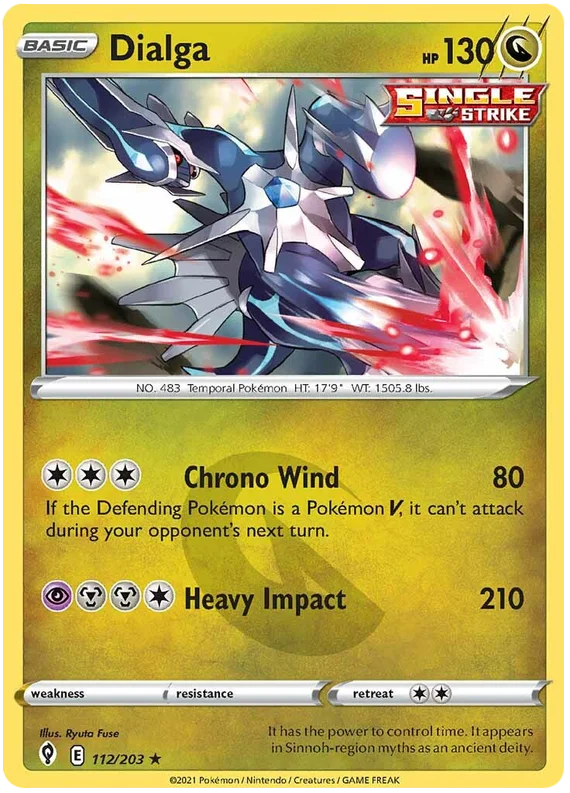 BASIC Dialga HP 130
SINGLE
STRIKE
NO. 483 Temporal Pokémon HT: 17'9" WT: 1505.8 lbs.
Chrono Wind 80
If the Defending Pokémon is a Pokémon V, it can't attack
during your opponent's next turn.
Heavy Impact 210
weakness resistance retreat
Illus. Ryuta Fuse
It has the power to control time. It appears
in Sinnoh-region myths as an ancient deity.
E 112/203 ★
©2021 Pokémon / Nintendo / Creatures / GAME FREAK